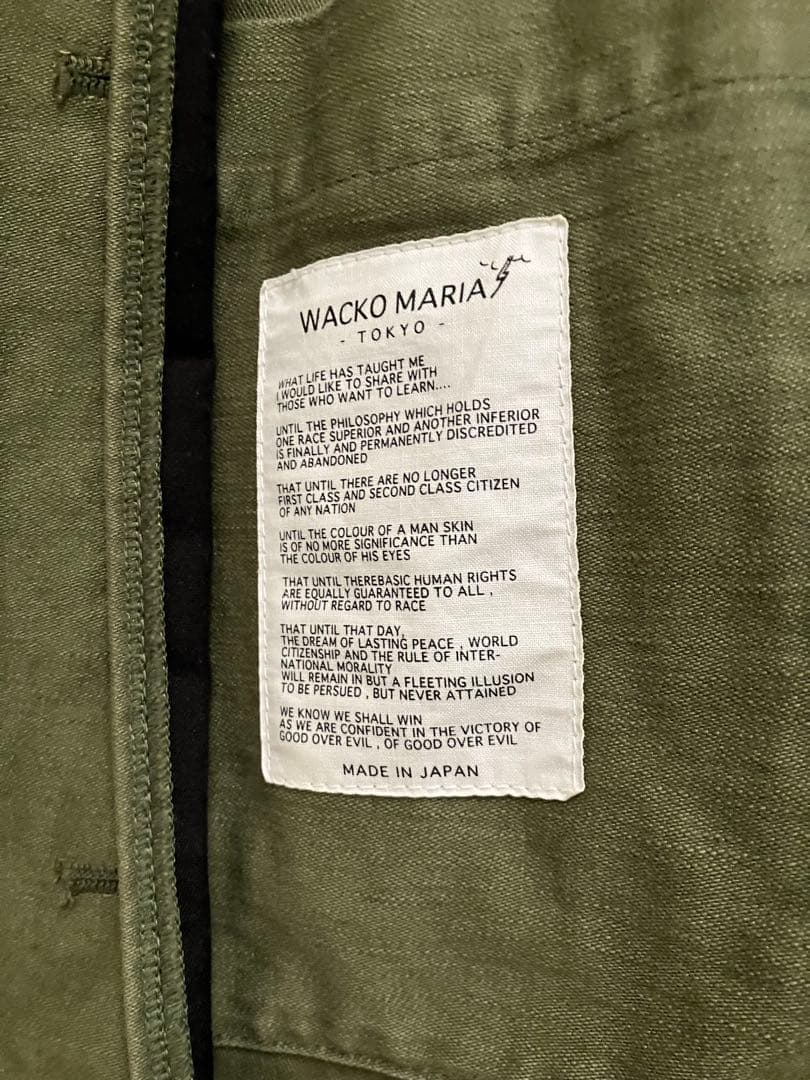 WACKO MARIA
- TOKYO -
WHAT LIFE HAS TAUGHT ME
I WOULD LIKE TO SHARE WITH
THOSE WHO WANT TO LEARN....
UNTIL THE PHILOSOPHY WHICH HOLDS
ONE RACE SUPERIOR AND ANOTHER INFERIOR
IS FINALLY AND PERMANENTLY DISCREDITED
AND ABANDONED
THAT UNTIL THERE ARE NO LONGER
FIRST CLASS AND SECOND CLASS CITIZEN
OF ANY NATION
UNTIL THE COLOUR OF A MAN SKIN
IS OF NO MORE SIGNIFICANCE THAN
THE COLOUR OF HIS EYES
THAT UNTIL THEREBASIC HUMAN RIGHTS
ARE EQUALLY GUARANTEED TO ALL ,
WITHOUT REGARD TO RACE
THAT UNTIL THAT DAY,
THE DREAM OF LASTING PEACE , WORLD
CITIZENSHIP AND THE RULE OF INTER-
NATIONAL MORALITY
WILL REMAIN IN BUT A FLEETING ILLUSION
TO BE PERSUED , BUT NEVER ATTAINED
WE KNOW WE SHALL WIN
AS WE ARE CONFIDENT IN THE VICTORY OF
GOOD OVER EVIL , OF GOOD OVER EVIL
MADE IN JAPAN